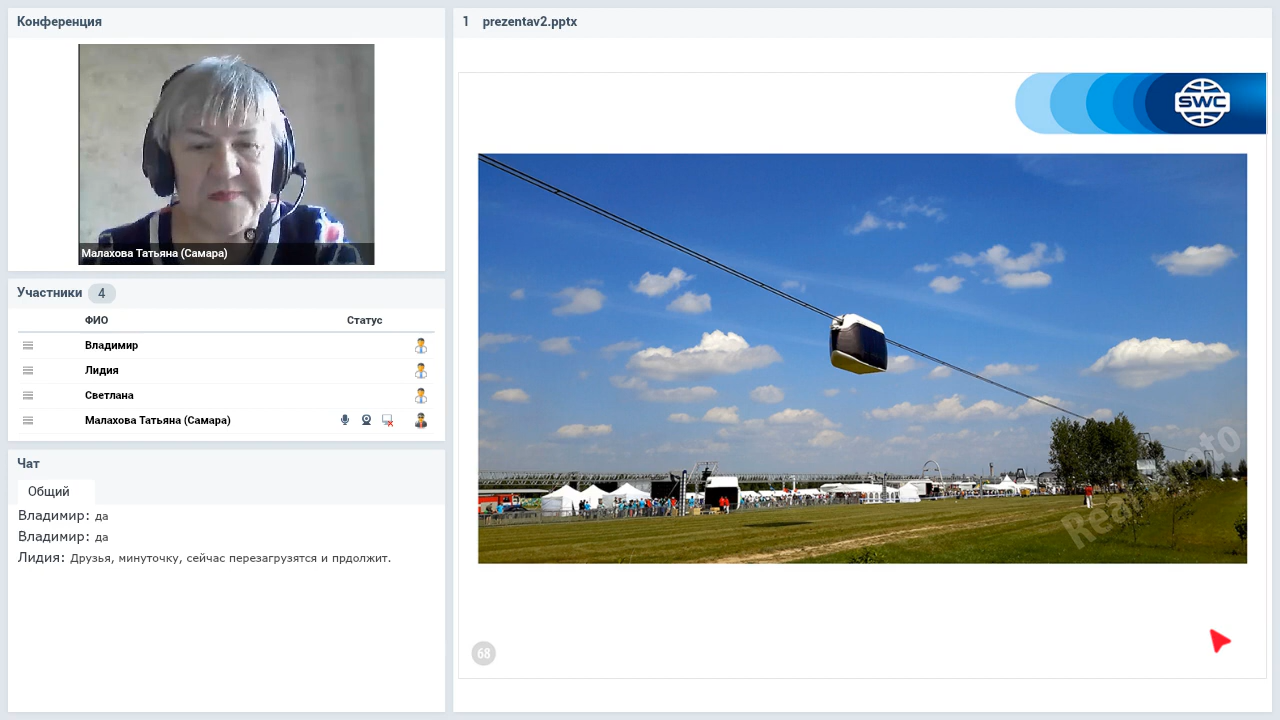 Конференция
Малахова Татьяна (Самара)
Участники 4
ФИО Статус
Владимир
Лидия
Светлана
Малахова Татьяна (Самара)
Чат
Общий
Владимир: да
Владимир: да
Лидия: Друзья, минуточку, сейчас перезагрузятся и прдолжит.
1 prezentav2.pptx
SWC
68